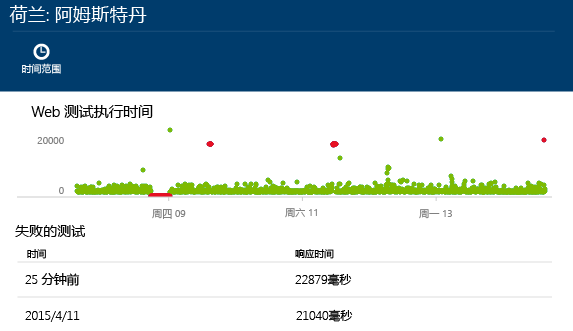 荷兰: 阿姆斯特丹
时间范围
Web 测试执行时间
20000
0
周四 09 周六 11 周一 13
失败的测试
时间 响应时间
25 分钟前 22879毫秒
2015/4/11 21040毫秒